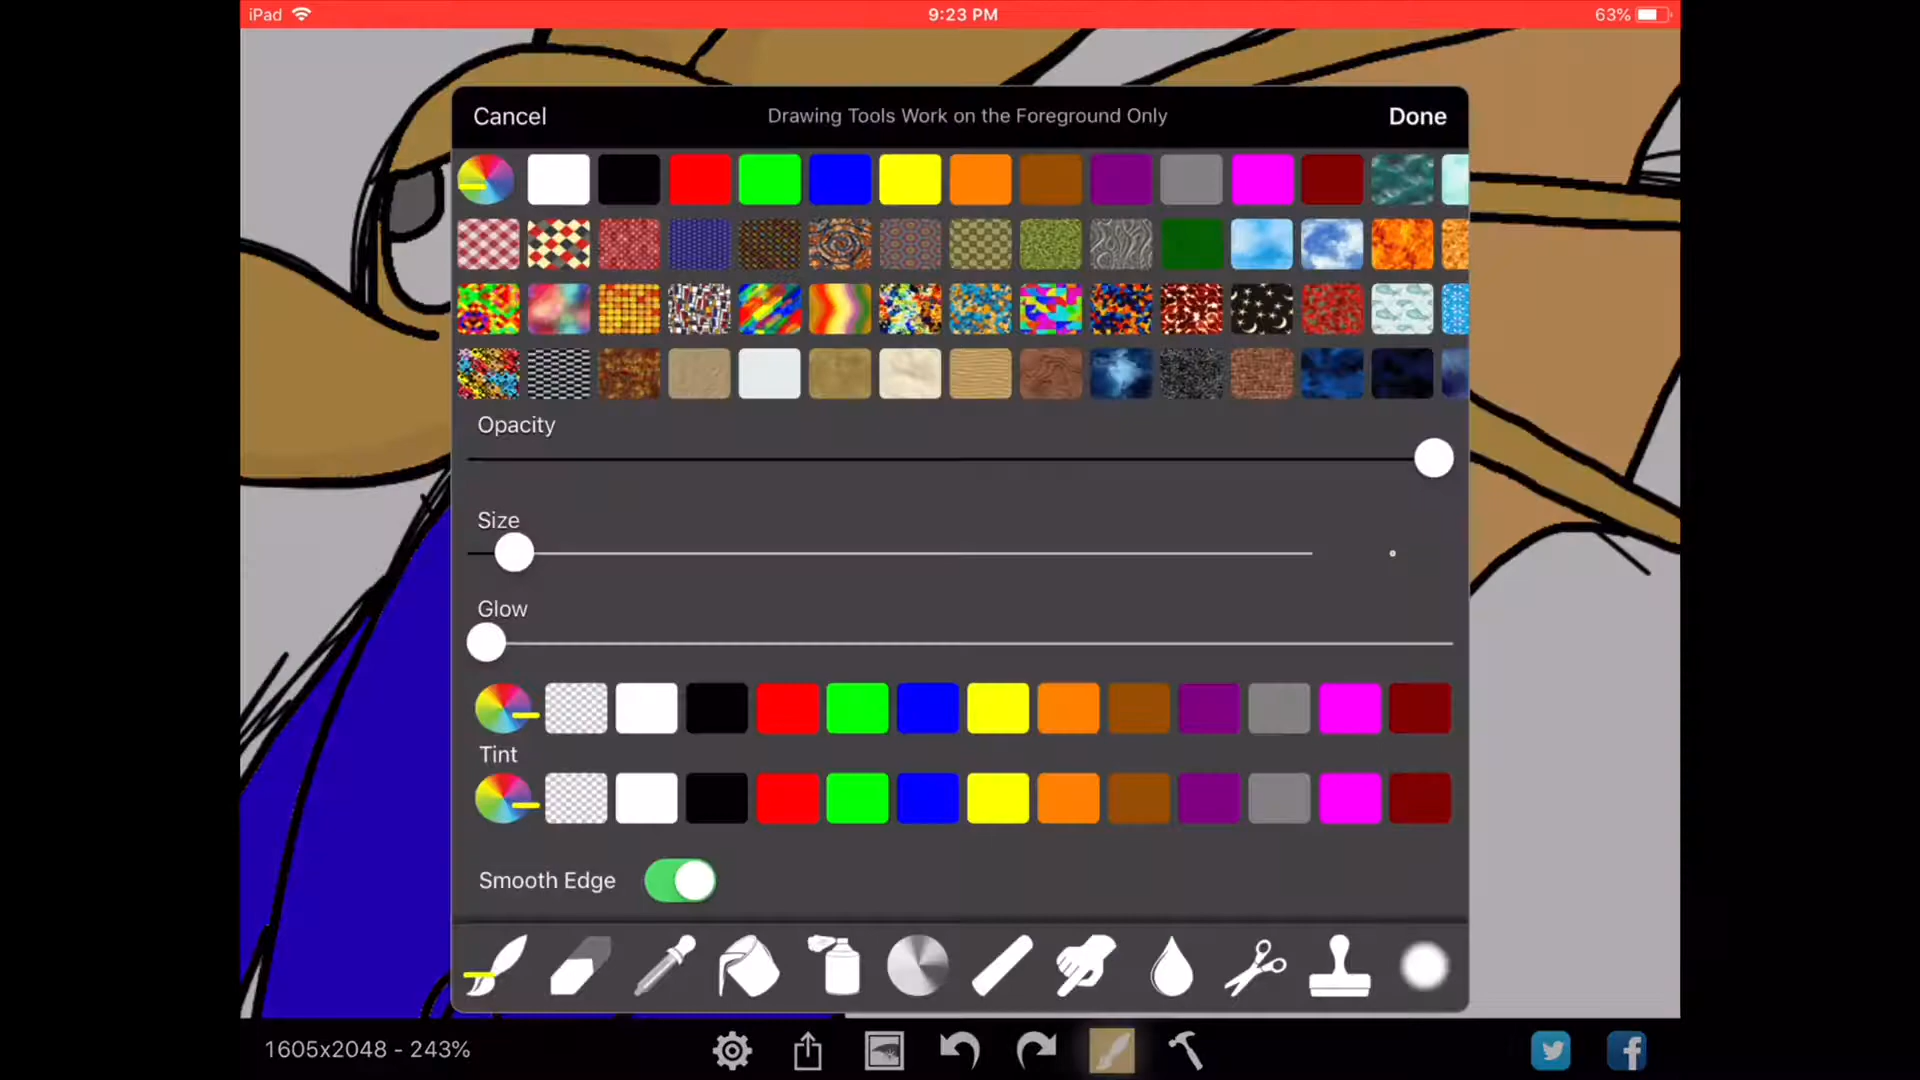 iPad 9:23 PM 63%
Cancel Drawing Tools Work on the Foreground Only Done
Opacity
Size
Glow
Tint
Smooth Edge
1605x2048 - 243%